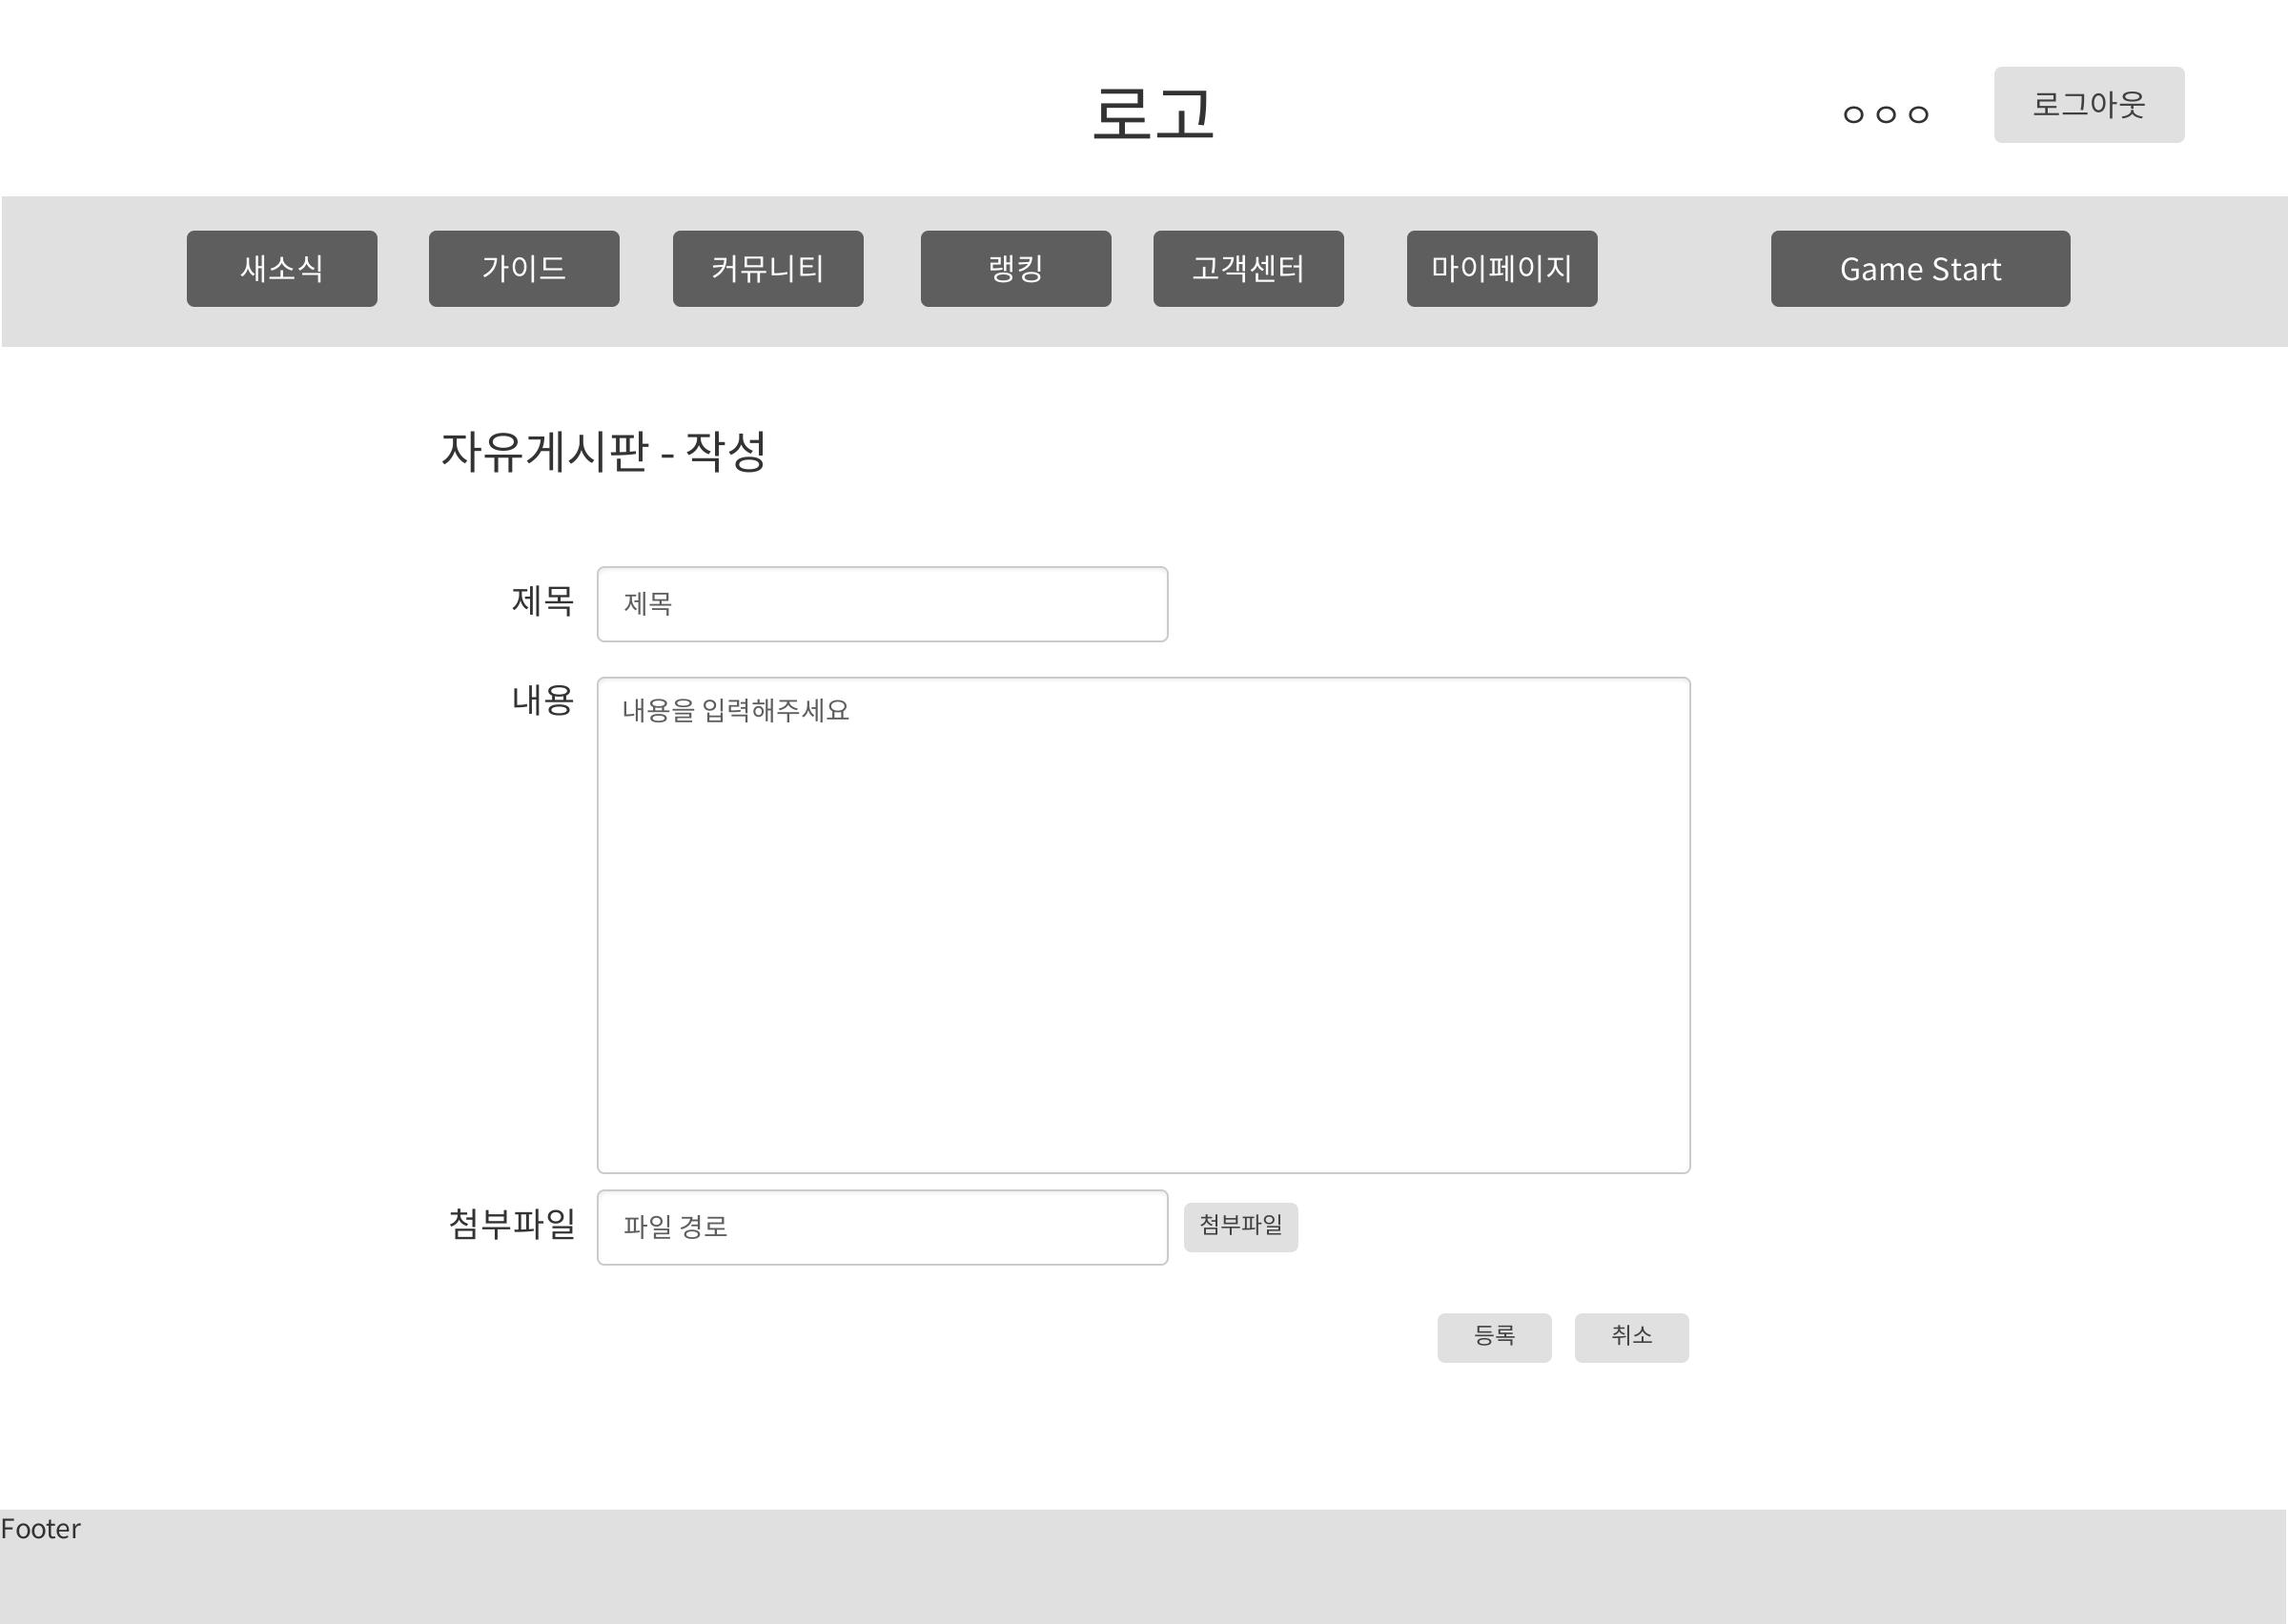 로고
ㅇㅇㅇ
로그아웃
새소식
가이드
커뮤니티
랭킹
고객센터
마이페이지
Game Start
자유게시판 - 작성
제목
제목
내용
내용을 입력해주세요
첨부파일
파일 경로
첨부파일
등록
취소
Footer